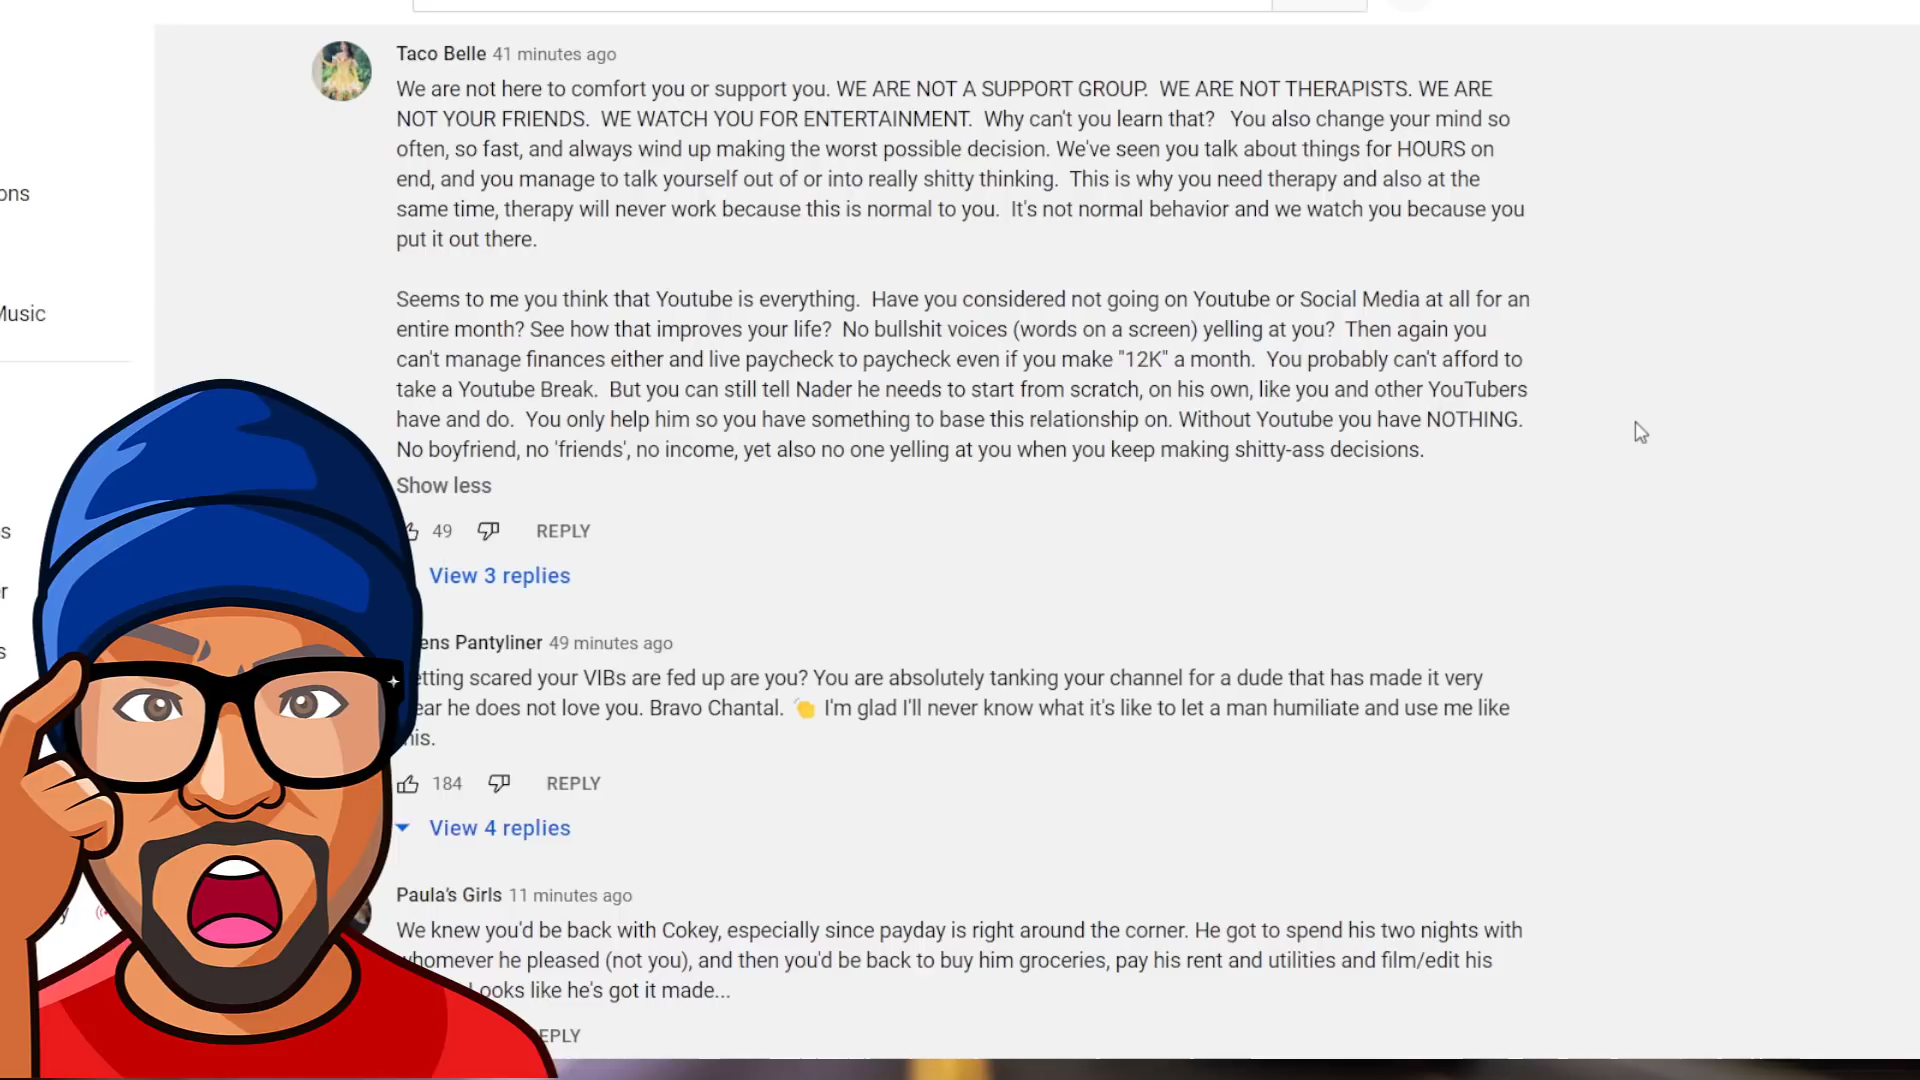 Taco Belle 41 minutes ago
We are not here to comfort you or support you. WE ARE NOT A SUPPORT GROUP.  WE ARE NOT THERAPISTS. WE ARE
NOT YOUR FRIENDS.  WE WATCH YOU FOR ENTERTAINMENT.  Why can't you learn that?   You also change your mind so
often, so fast, and always wind up making the worst possible decision. We've seen you talk about things for HOURS on
ons
end, and you manage to talk yourself out of or into really shitty thinking.  This is why you need therapy and also at the
same time, therapy will never work because this is normal to you.  It's not normal behavior and we watch you because you
put it out there.
Seems to me you think that Youtube is everything.  Have you considered not going on Youtube or Social Media at all for an
Music
entire month? See how that improves your life?  No bullshit voices (words on a screen) yelling at you?  Then again you
can't manage finances either and live paycheck to paycheck even if you make "12K" a month.  You probably can't afford to
take a Youtube Break.  But you can still tell Nader he needs to start from scratch, on his own, like you and other YouTubers
have and do.  You only help him so you have something to base this relationship on. Without Youtube you have NOTHING.
No boyfriend, no 'friends', no income, yet also no one yelling at you when you keep making shitty-ass decisions.
Show less
49 REPLY
s
View 3 replies
r
ens Pantyliner 49 minutes ago
s
etting scared your VIBs are fed up are you? You are absolutely tanking your channel for a dude that has made it very
ear he does not love you. Bravo Chantal. 👏 I'm glad I'll never know what it's like to let a man humiliate and use me like
his.
184 REPLY
View 4 replies
Paula's Girls 11 minutes ago
y
We knew you'd be back with Cokey, especially since payday is right around the corner. He got to spend his two nights with
whomever he pleased (not you), and then you'd be back to buy him groceries, pay his rent and utilities and film/edit his
ooks like he's got it made...
EPLY